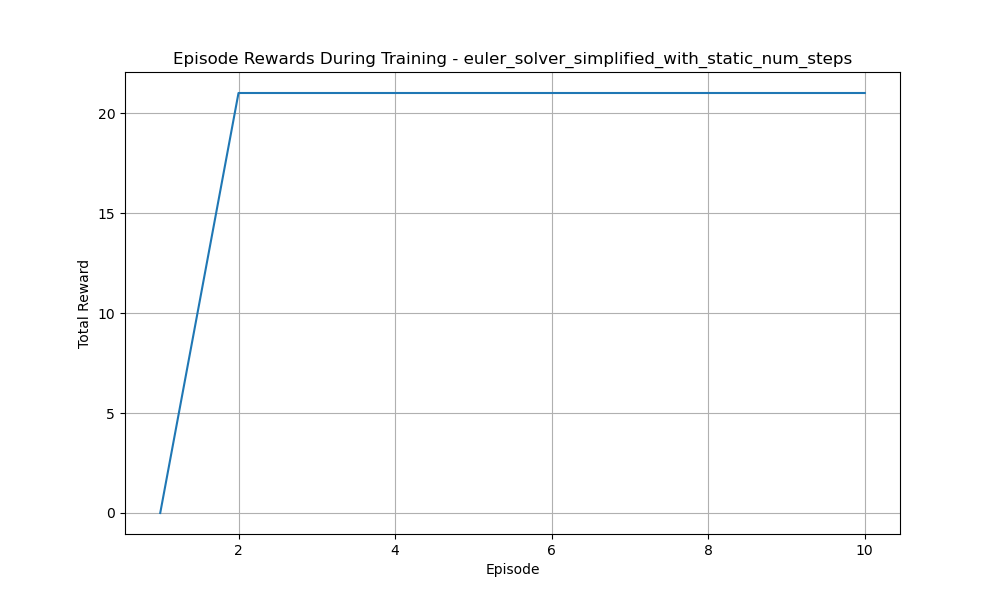 Episode Rewards During Training - euler_solver_simplified_with_static_num_steps
20
15
10
5
0
Total Reward
2 4 6 8 10
Episode